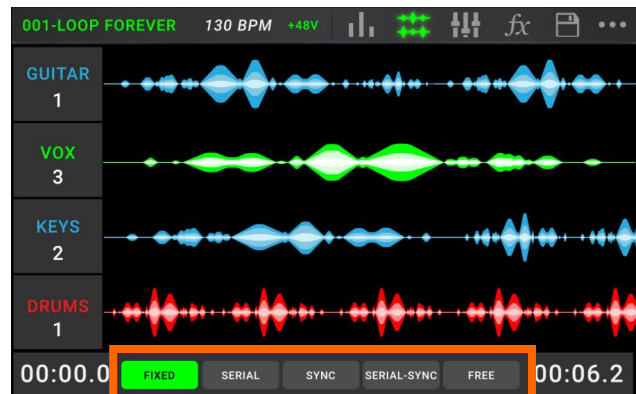 001-LOOP FOREVER 130 BPM +48V fx
GUITAR
1
VOX
3
KEYS
2
DRUMS
1
00:00.0 FIXED SERIAL SYNC SERIAL-SYNC FREE 00:06.2